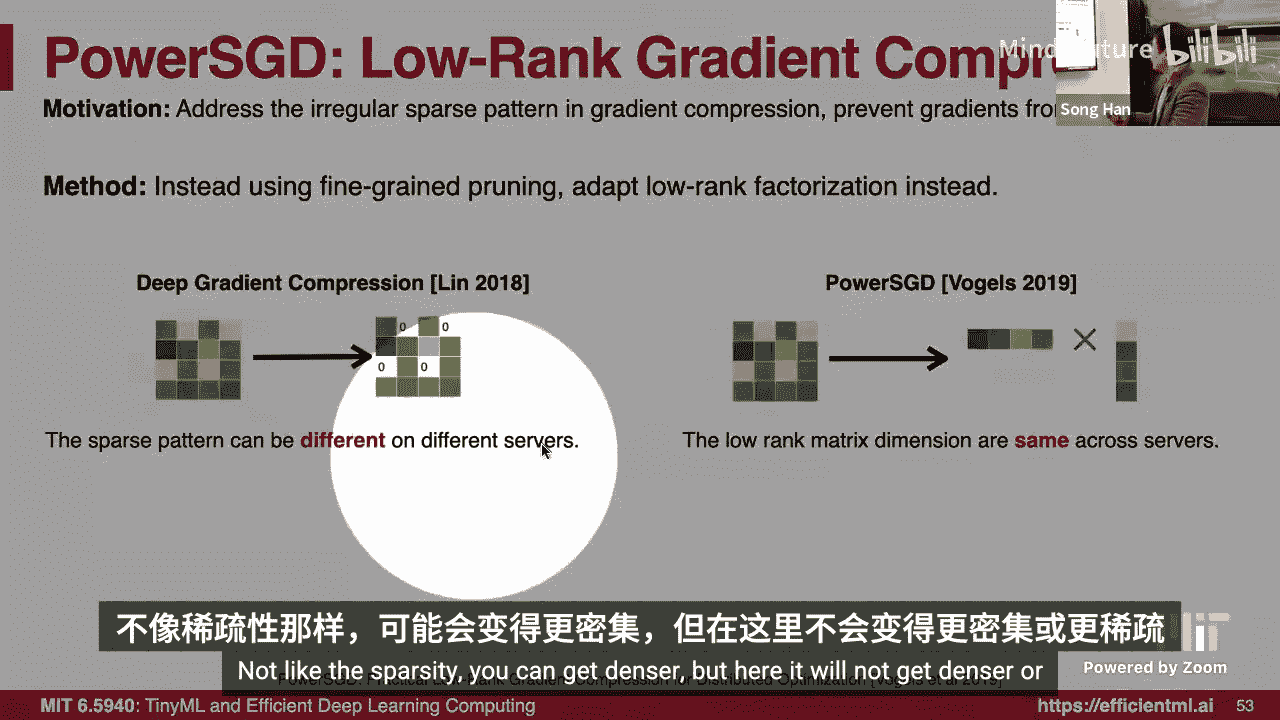 PowerSGD: Low-Rank Gradient Compr
Mind
ture
bilibili
Song Han
Motivation: Address the irregular sparse pattern in gradient compression, prevent gradients fro
Method: Instead using fine-grained pruning, adapt low-rank factorization instead.
Deep Gradient Compression [Lin 2018]
PowerSGD [Vogels 2019]
0
0
0
0
The sparse pattern can be different on different servers.
The low rank matrix dimension are same across servers.
不像稀疏性那样，可能会变得更密集，但在这里不会变得更密集或更稀疏
Not like the sparsity, you can get denser, but here it will not get denser or
Powered by Zoom
MIT 6.5940: TinyML and Efficient Deep Learning Computing
https://efficientml.ai
53